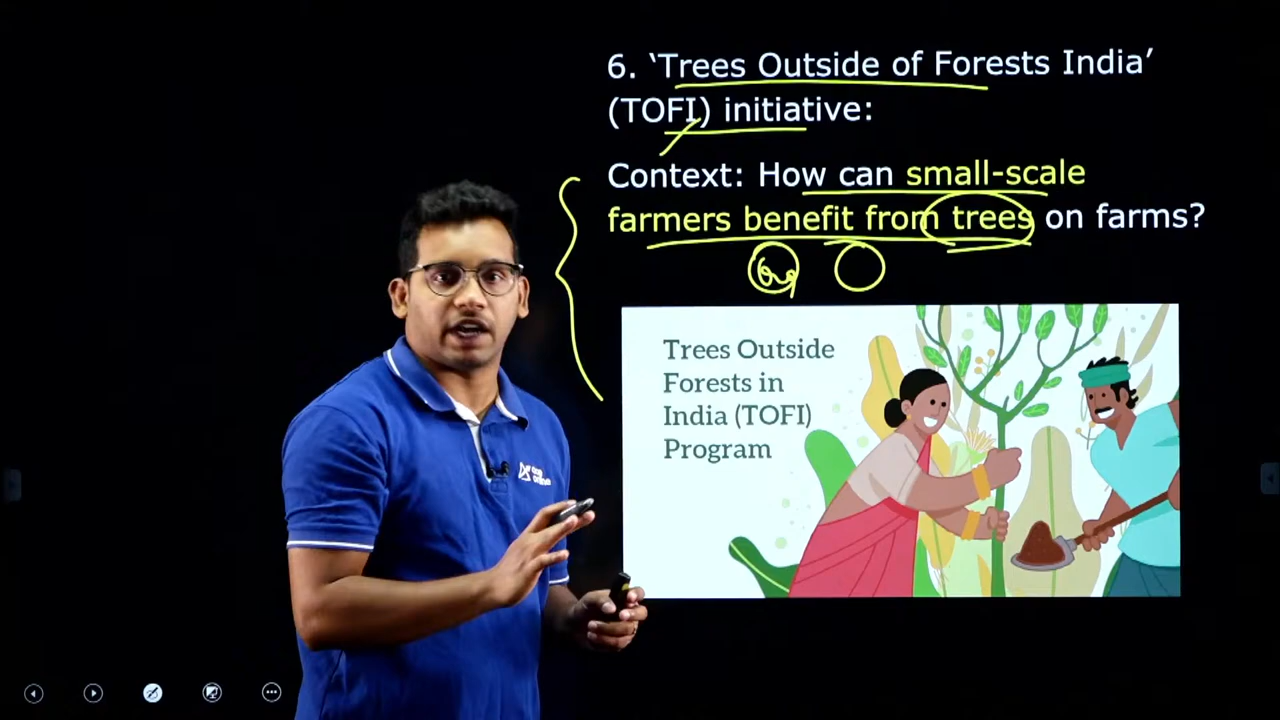 6. ‘Trees Outside of Forests India’
(TOFI) initiative:
Context: How can small-scale
farmers benefit from trees on farms?
Trees Outside
Forests in
India (TOFI)
Program